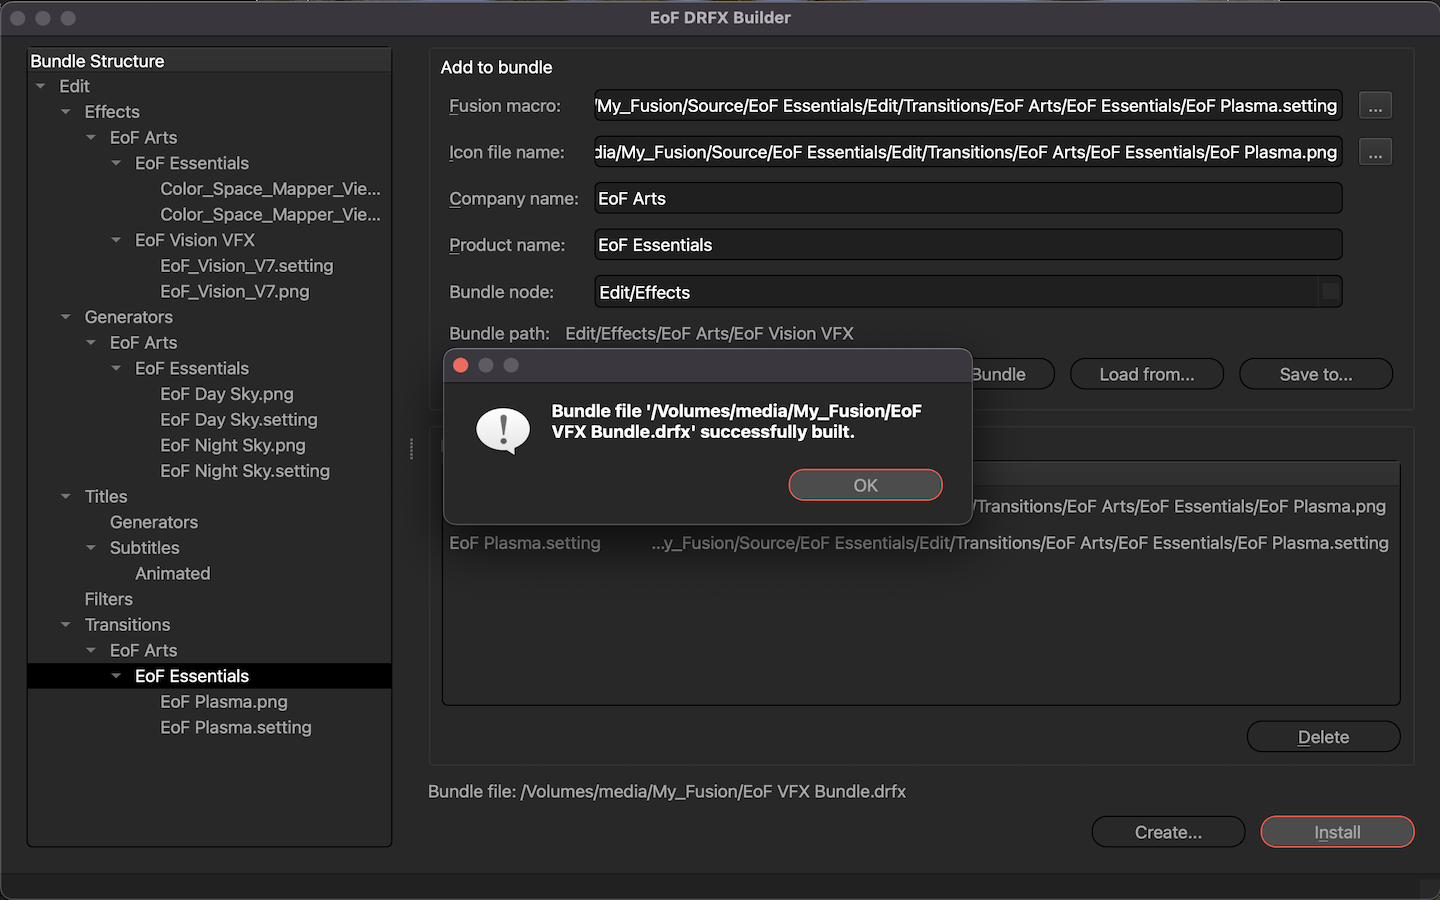 EoF DRFX Builder
Bundle Structure
Edit
Effects
EoF Arts
EoF Essentials
Color_Space_Mapper_Vie...
Color_Space_Mapper_Vie...
EoF Vision VFX
EoF_Vision_V7.setting
EoF_Vision_V7.png
Generators
EoF Arts
EoF Essentials
EoF Day Sky.png
EoF Day Sky.setting
EoF Night Sky.png
EoF Night Sky.setting
Titles
Generators
Subtitles
Animated
Filters
Transitions
EoF Arts
EoF Essentials
EoF Plasma.png
EoF Plasma.setting
Add to bundle
Fusion macro: /My_Fusion/Source/EoF Essentials/Edit/Transitions/EoF Arts/EoF Essentials/EoF Plasma.setting ...
Icon file name: dia/My_Fusion/Source/EoF Essentials/Edit/Transitions/EoF Arts/EoF Essentials/EoF Plasma.png ...
Company name: EoF Arts
Product name: EoF Essentials
Bundle node: Edit/Effects
Bundle path: Edit/Effects/EoF Arts/EoF Vision VFX
Bundle Load from... Save to...
Bundle file '/Volumes/media/My_Fusion/EoF
VFX Bundle.drfx' successfully built.
OK
/Transitions/EoF Arts/EoF Essentials/EoF Plasma.png
EoF Plasma.setting ...y_Fusion/Source/EoF Essentials/Edit/Transitions/EoF Arts/EoF Essentials/EoF Plasma.setting
Delete
Bundle file: /Volumes/media/My_Fusion/EoF VFX Bundle.drfx
Create... Install